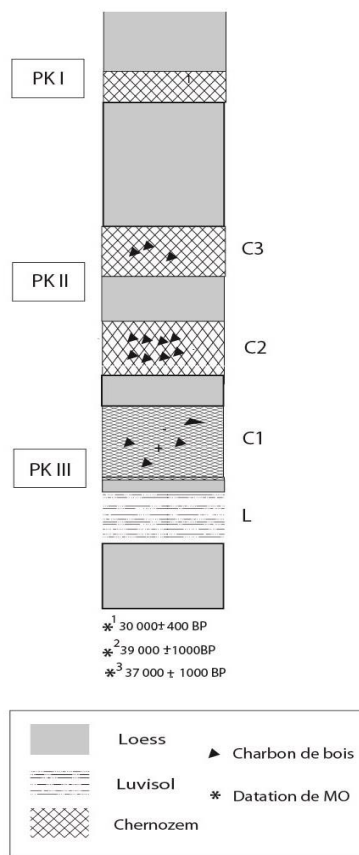 PK I
1
C3
PK II
C2
C1
PK III
L
*1 30 000± 400 BP
*2 39 000 ±1000BP
*3 37 000 ± 1000 BP
Loess
Luvisol
Chernozem
Charbon de bois
* Datation de MO